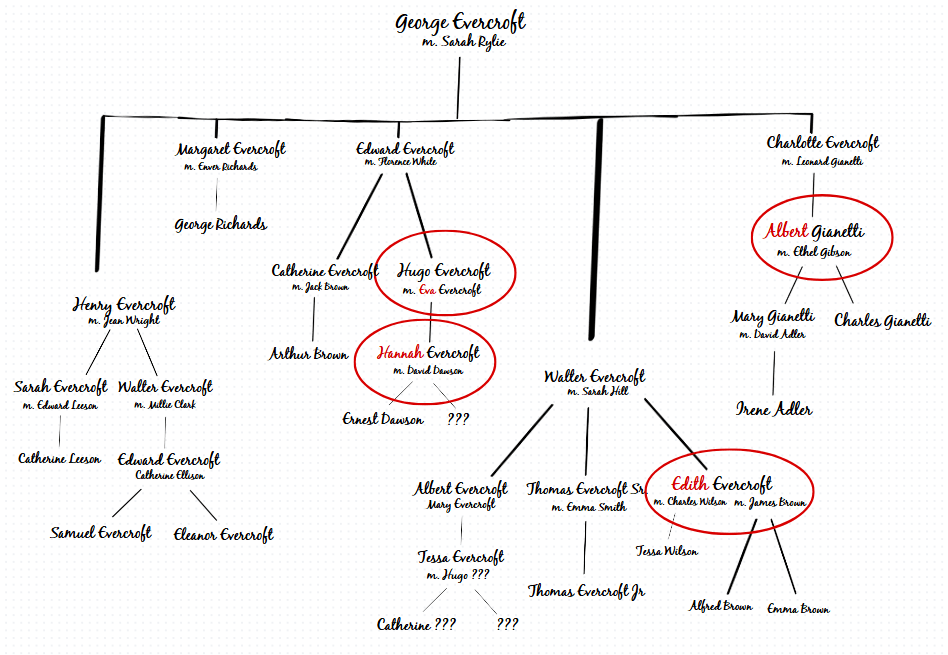 George Evercroft
m. Sarah Rylie
Margaret Evercroft
m. Enver Richards
George Richards
Edward Evercroft
m. Florence White
Charlotte Evercroft
m. Leonard Gianetti
Albert Gianetti
m. Ethel Gibson
Catherine Evercroft
m. Jack Brown
Hugo Evercroft
m. Eva Evercroft
Henry Evercroft
m. Jean Wright
Mary Gianetti
m. David Adler
Charles Gianetti
Arthur Brown
Hannah Evercroft
m. David Dawson
Sarah Evercroft
m. Edward Leeson
Walter Evercroft
m. Millie Clark
Walter Evercroft
m. Sarah Hill
Irene Adler
Ernest Dawson
???
Catherine Leeson
Edward Evercroft
Catherine Ellison
Albert Evercroft
Mary Evercroft
Thomas Evercroft Sr.
m. Emma Smith
Edith Evercroft
m. Charles Wilson
m. James Brown
Samuel Evercroft
Eleanor Evercroft
Tessa Evercroft
m. Hugo ???
Tessa Wilson
Thomas Evercroft Jr
Alfred Brown
Emma Brown
Catherine ???
???